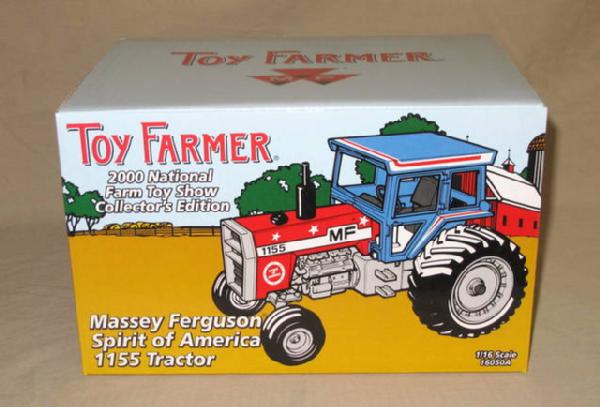 TOY FARMER
TOY FARMER®
2000 National
Farm Toy Show
Collector's Edition
1155
MF
Massey Ferguson
Spirit of America
1155 Tractor
1:16 Scale
16050A